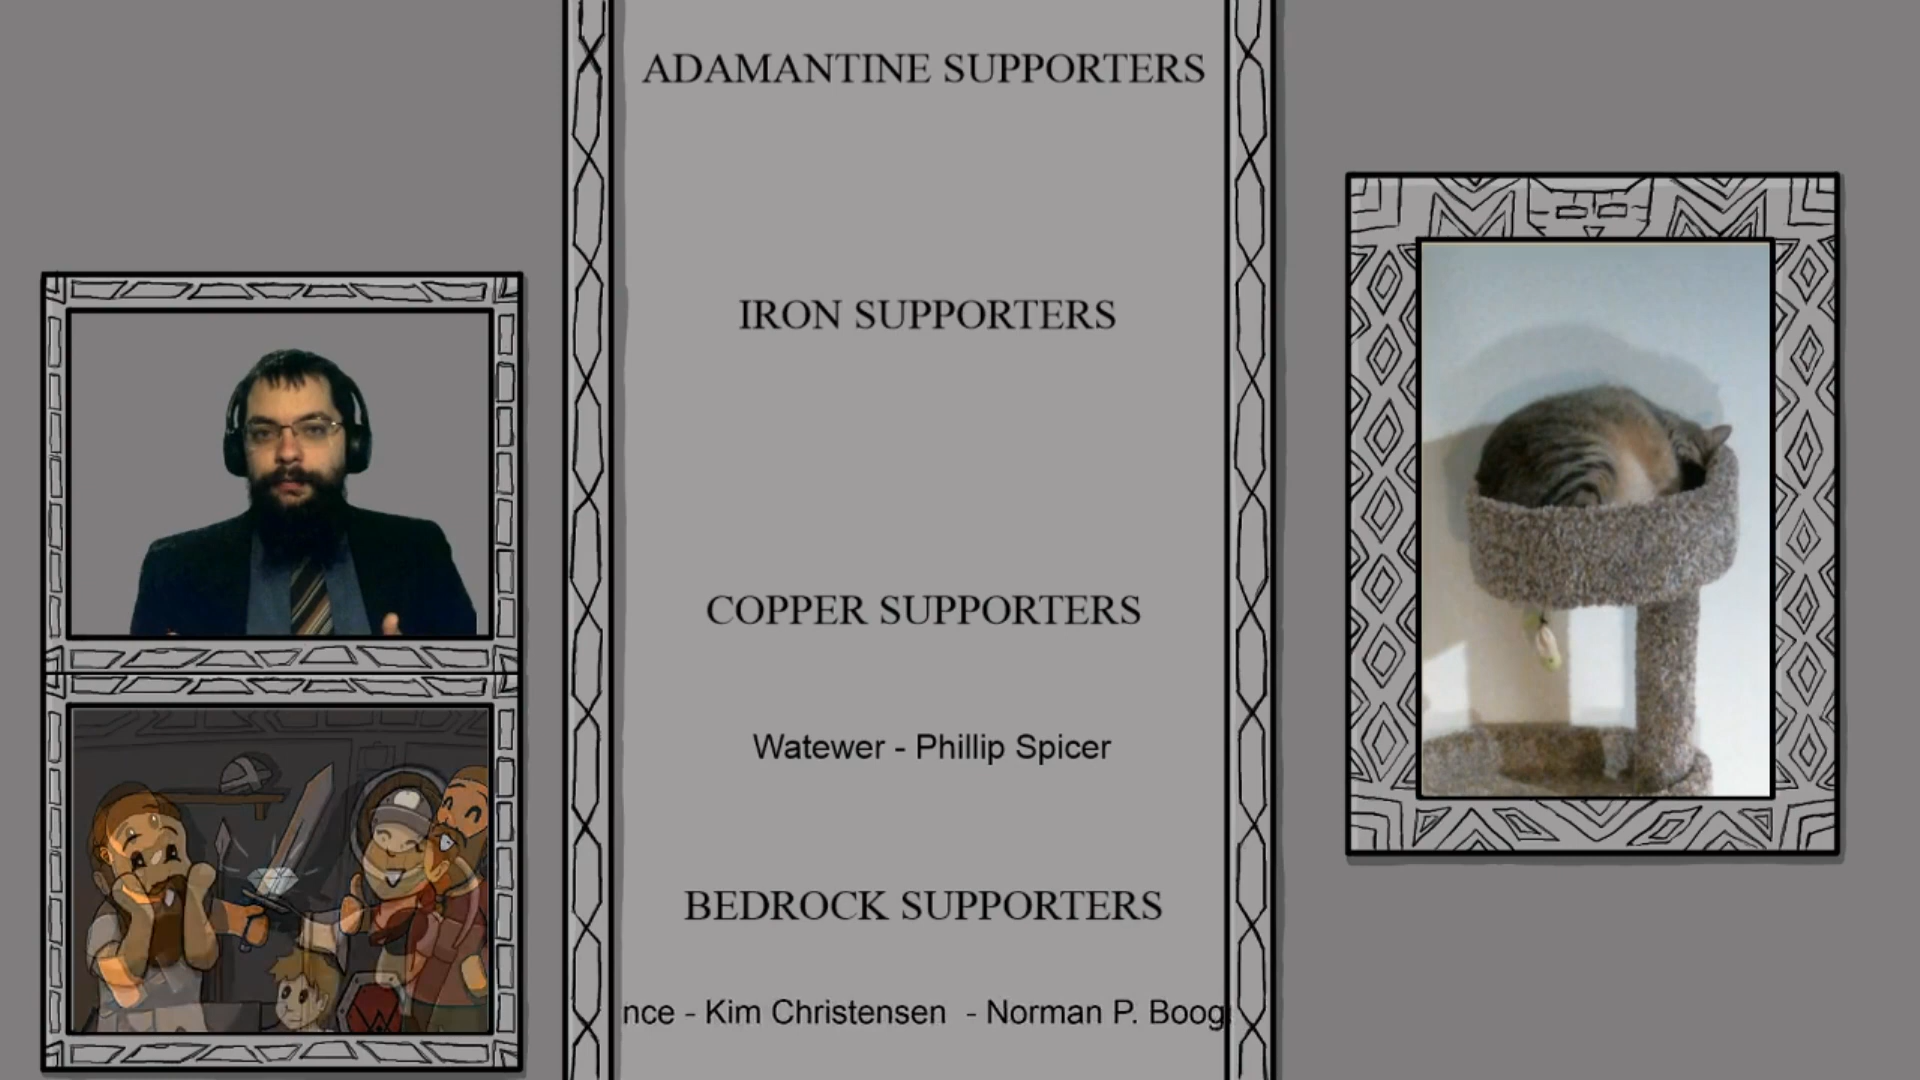 ADAMANTINE SUPPORTERS
IRON SUPPORTERS
COPPER SUPPORTERS
Watewer - Phillip Spicer
BEDROCK SUPPORTERS
nce - Kim Christensen - Norman P. Boog